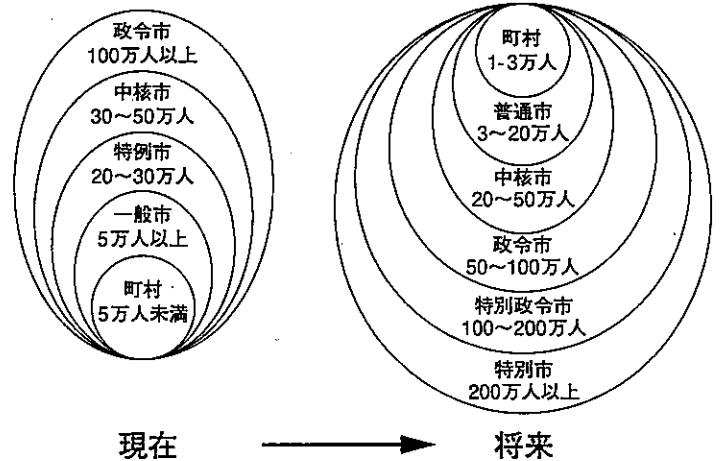 政令市
100万人以上
中核市
30〜50万人
特例市
20〜30万人
一般市
5万人以上
町村
5万人未満
現在
町村
1-3万人
普通市
3〜20万人
中核市
20〜50万人
政令市
50〜100万人
特別政令市
100〜200万人
特別市
200万人以上
将来